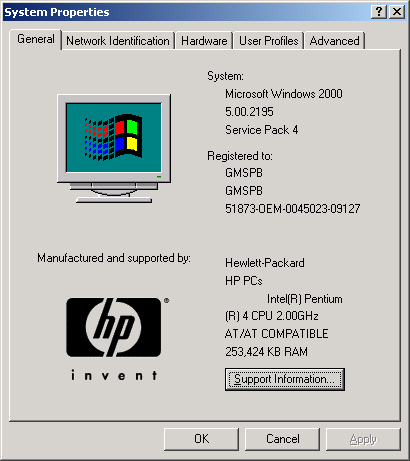 System Properties
General
Network Identification
Hardware
User Profiles
Advanced
System:
Microsoft Windows 2000
5.00.2195
Service Pack 4
Registered to:
GMSPB
GMSPB
51873-OEM-0045023-09127
Manufactured and supported by:
Hewlett-Packard
HP PCs
Intel(R) Pentium
(R) 4 CPU 2.00GHz
AT/AT COMPATIBLE
253,424 KB RAM
hp
®
invent
Support Information...
OK
Cancel
Apply